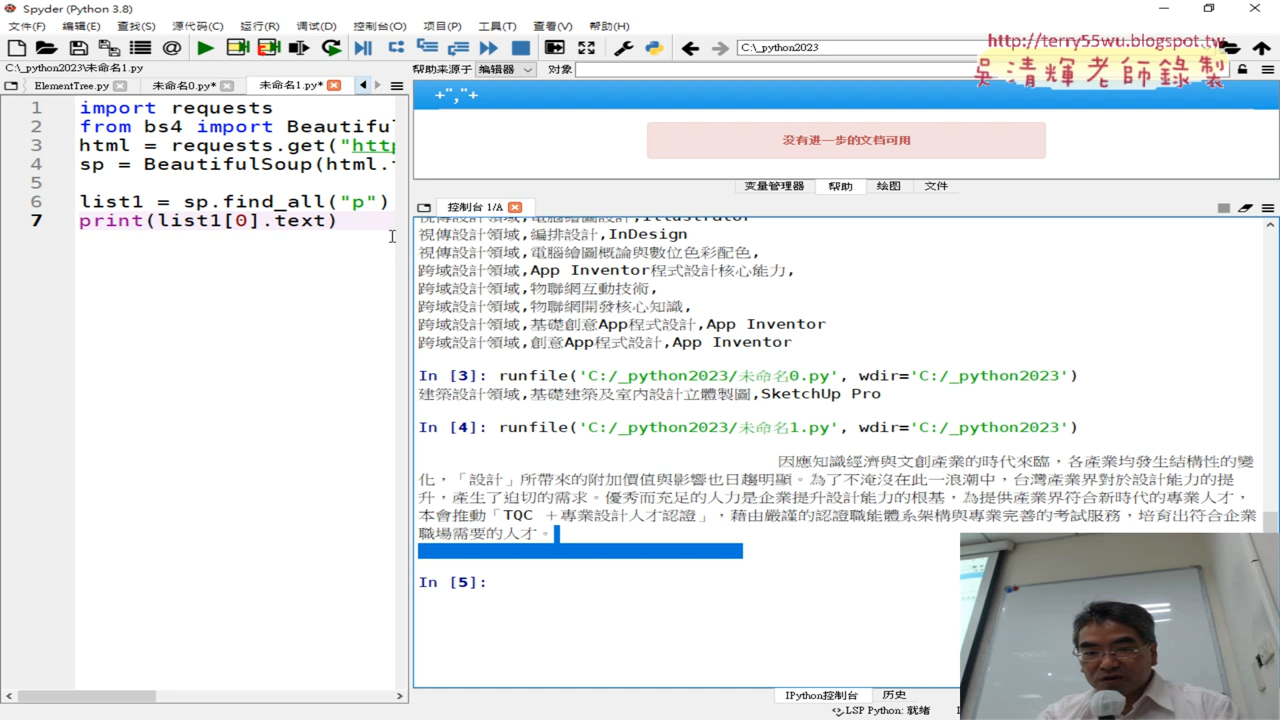 Spyder (Python 3.8)
文件(F) 编辑(E) 查找(S) 源代码(C) 运行(R) 调试(D) 控制台(O) 项目(P) 工具(T) 查看(V) 帮助(H)
C:\_python2023
http://terry55wu.blogspot.tw
吳清輝老師錄製
C:\_python2023\未命名1.py
帮助来源于 编辑器 对象
ElementTree.py 未命名0.py* 未命名1.py*
+","+
1 import requests
2 from bs4 import Beautiful
3 html = requests.get("http
4 sp = BeautifulSoup(html.
5
6 list1 = sp.find_all("p")
7 print(list1[0].text)
没有进一步的文档可用
变量管理器 帮助 绘图 文件
控制台 1/A
視傳設計領域,電腦繪圖設計,Illustrator
視傳設計領域,編排設計,InDesign
視傳設計領域,電腦繪圖概論與數位色彩配色,
跨域設計領域,App Inventor程式設計核心能力,
跨域設計領域,物聯網互動技術,
跨域設計領域,物聯網開發核心知識,
跨域設計領域,基礎創意App程式設計,App Inventor
跨域設計領域,創意App程式設計,App Inventor
In [3]: runfile('C:/_python2023/未命名0.py', wdir='C:/_python2023')
建築設計領域,基礎建築及室內設計立體製圖,SketchUp Pro
In [4]: runfile('C:/_python2023/未命名1.py', wdir='C:/_python2023')
因應知識經濟與文創產業的時代來臨，各產業均發生結構性的變
化，「設計」所帶來的附加價值與影響也日趨明顯。為了不淹沒在此一浪潮中，台灣產業界對於設計能力的提
升，產生了迫切的需求。優秀而充足的人力是企業提升設計能力的根基，為提供產業界符合新時代的專業人才，
本會推動「TQC ＋專業設計人才認證」，藉由嚴謹的認證職能體系架構與專業完善的考試服務，培育出符合企業
職場需要的人才。
In [5]:
IPython控制台 历史
LSP Python: 就绪